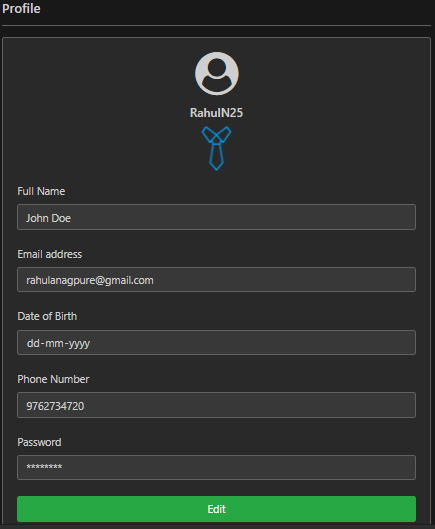 Profile
RahulN25
Full Name
John Doe
Email address
rahulanagpure@gmail.com
Date of Birth
dd-mm-yyyy
Phone Number
9762734720
Password
********
Edit